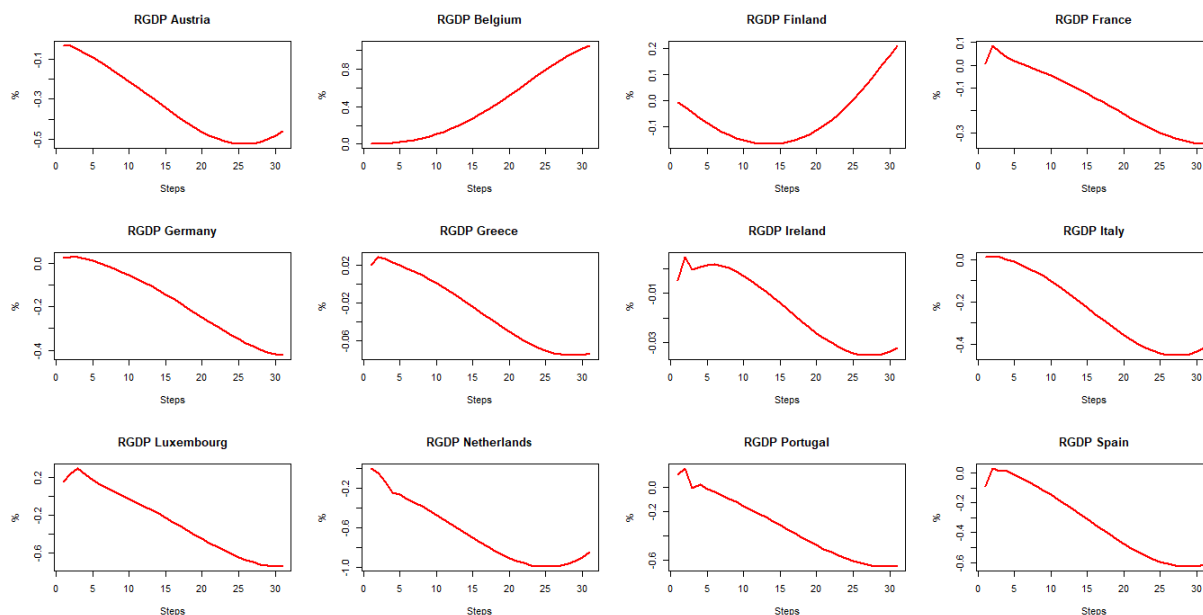 RGDP Austria
%
-0.1
-0.3
-0.5
0 5 10 15 20 25 30
Steps
RGDP Belgium
%
0.8
0.4
0.0
0 5 10 15 20 25 30
Steps
RGDP Finland
%
0.2
0.1
0.0
-0.1
0 5 10 15 20 25 30
Steps
RGDP France
%
0.1
0.0
-0.1
-0.3
0 5 10 15 20 25 30
Steps
RGDP Germany
%
0.0
-0.2
-0.4
0 5 10 15 20 25 30
Steps
RGDP Greece
%
0.02
-0.02
-0.06
0 5 10 15 20 25 30
Steps
RGDP Ireland
%
-0.01
-0.03
0 5 10 15 20 25 30
Steps
RGDP Italy
%
0.0
-0.2
-0.4
0 5 10 15 20 25 30
Steps
RGDP Luxembourg
%
0.2
-0.2
-0.6
0 5 10 15 20 25 30
Steps
RGDP Netherlands
%
-0.2
-0.6
-1.0
0 5 10 15 20 25 30
Steps
RGDP Portugal
%
0.0
-0.2
-0.6
0 5 10 15 20 25 30
Steps
RGDP Spain
%
0.0
-0.2
-0.4
-0.6
0 5 10 15 20 25 30
Steps